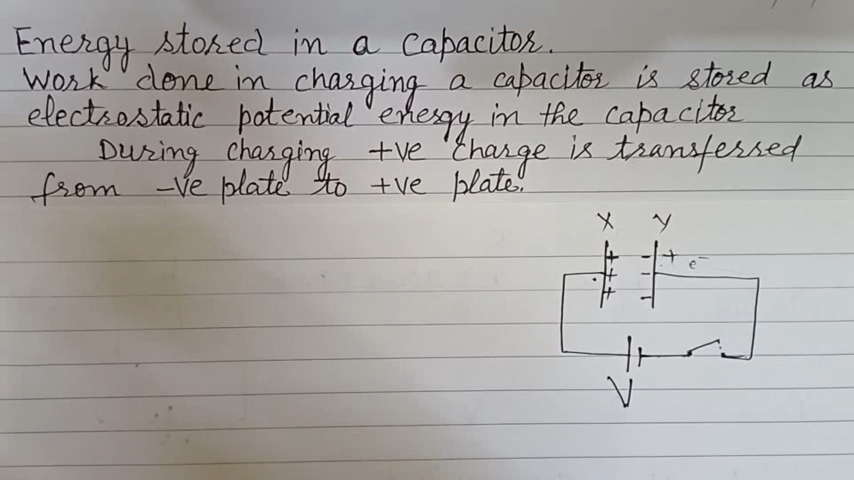 Energy stored in a capacitor.
Work done in charging a capacitor is stored as
electrostatic potential energy in the capacitor
During charging +ve charge is transferred
from -ve plate to +ve plate.
X Y
+ - + e⁻
+ -
+ -
V